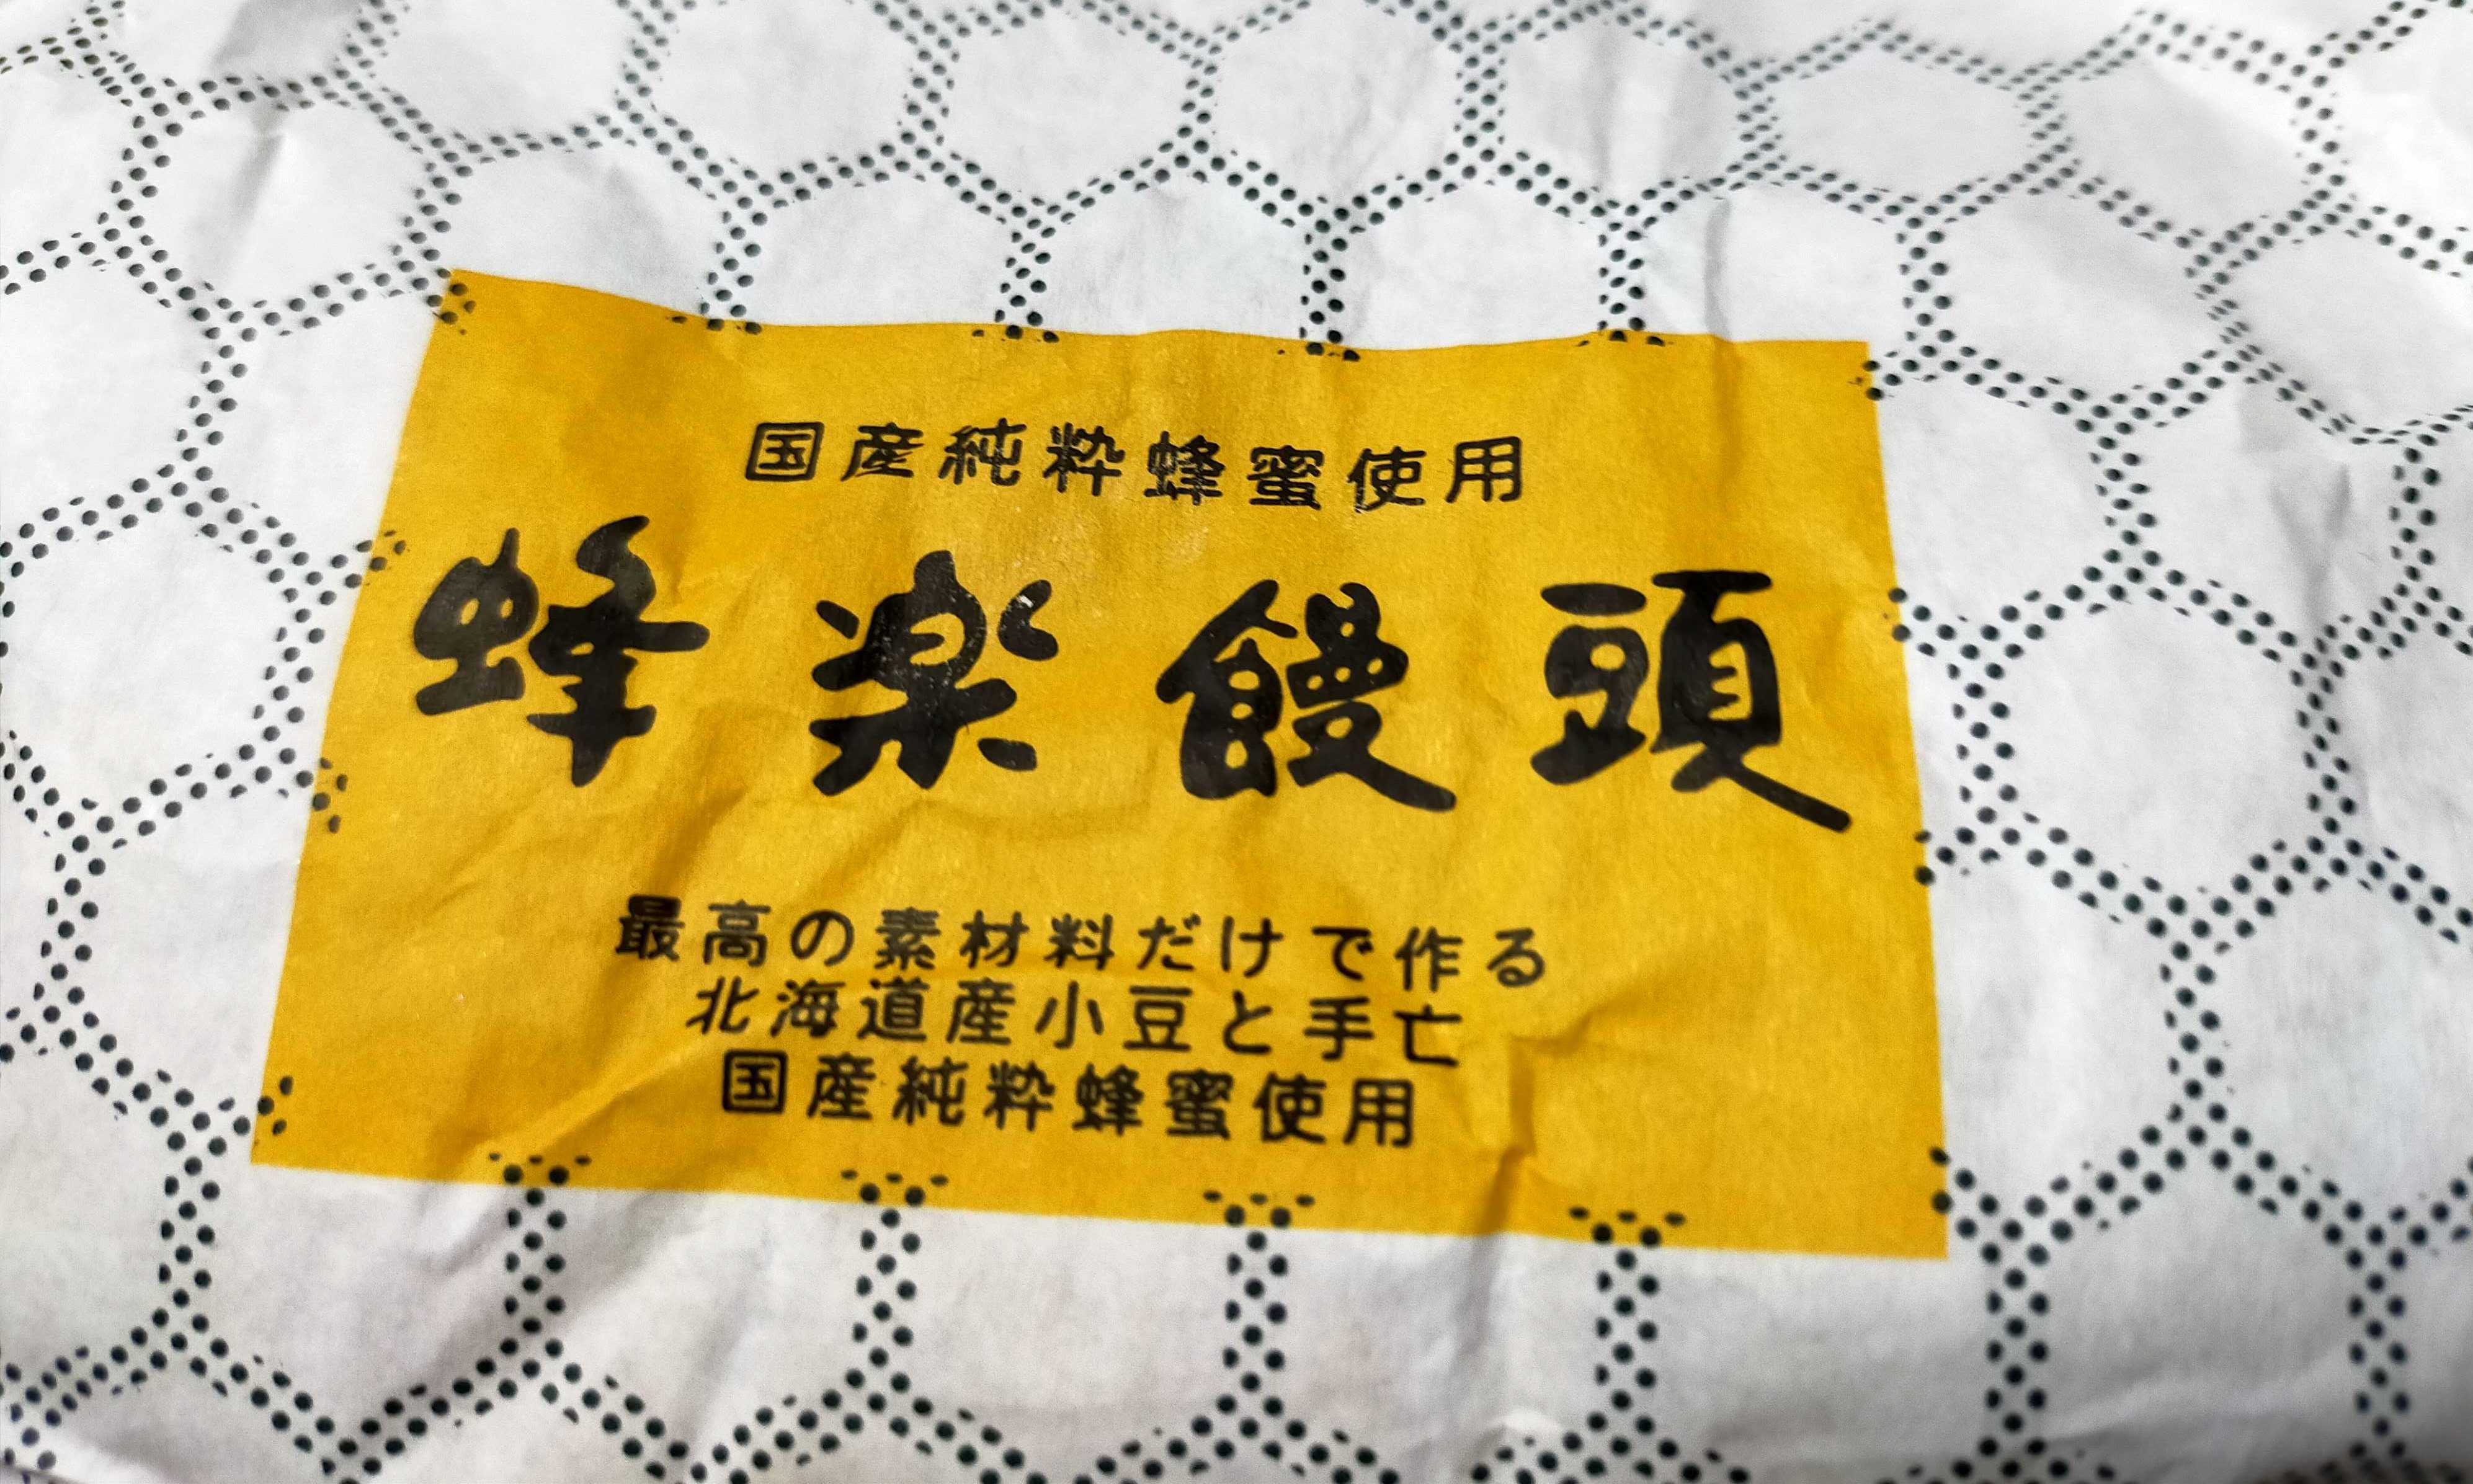 国産純粋蜂蜜使用
蜂楽饅頭
最高の素材料だけで作る
北海道産小豆と手亡
国産純粋蜂蜜使用